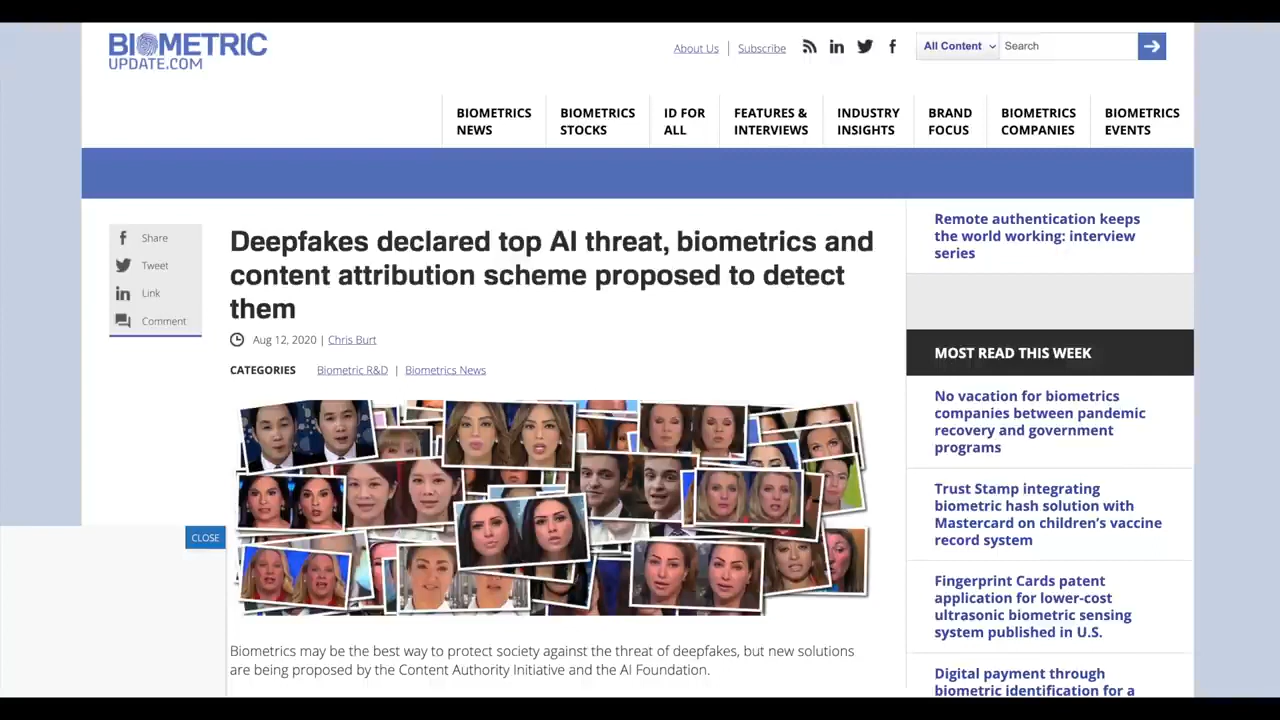 BIOMETRIC
UPDATE.COM
About Us | Subscribe
All Content
Search
BIOMETRICS NEWS
BIOMETRICS STOCKS
ID FOR ALL
FEATURES & INTERVIEWS
INDUSTRY INSIGHTS
BRAND FOCUS
BIOMETRICS COMPANIES
BIOMETRICS EVENTS
Share
Tweet
Link
Comment
Deepfakes declared top AI threat, biometrics and
content attribution scheme proposed to detect
them
Aug 12, 2020 | Chris Burt
CATEGORIES Biometric R&D | Biometrics News
CLOSE
Biometrics may be the best way to protect society against the threat of deepfakes, but new solutions
are being proposed by the Content Authority Initiative and the AI Foundation.
Remote authentication keeps
the world working: interview
series
MOST READ THIS WEEK
No vacation for biometrics
companies between pandemic
recovery and government
programs
Trust Stamp integrating
biometric hash solution with
Mastercard on children's vaccine
record system
Fingerprint Cards patent
application for lower-cost
ultrasonic biometric sensing
system published in U.S.
Digital payment through
biometric identification for a